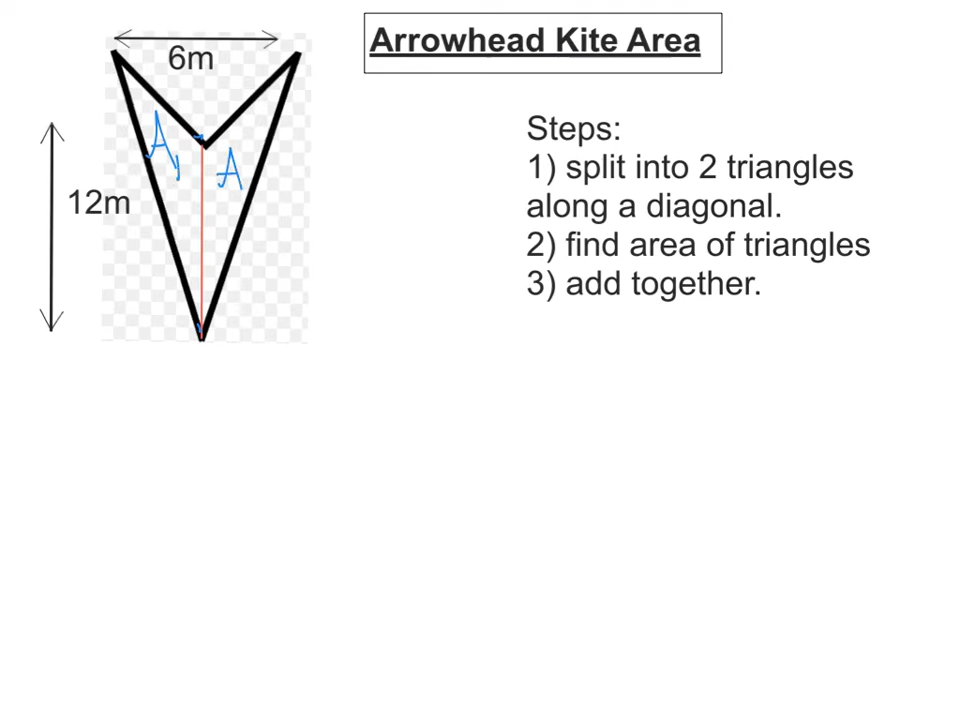 Arrowhead Kite Area
6m
12m
A₁
A
Steps:
1) split into 2 triangles
along a diagonal.
2) find area of triangles
3) add together.